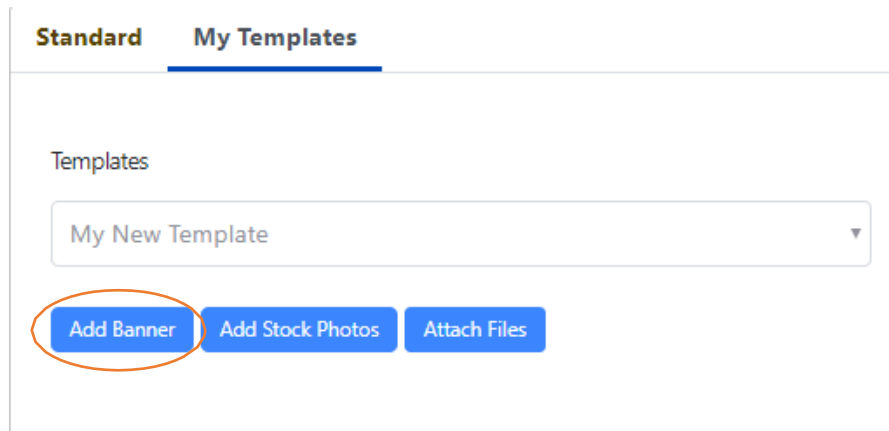 Standard My Templates
Templates
My New Template
Add Banner Add Stock Photos Attach Files